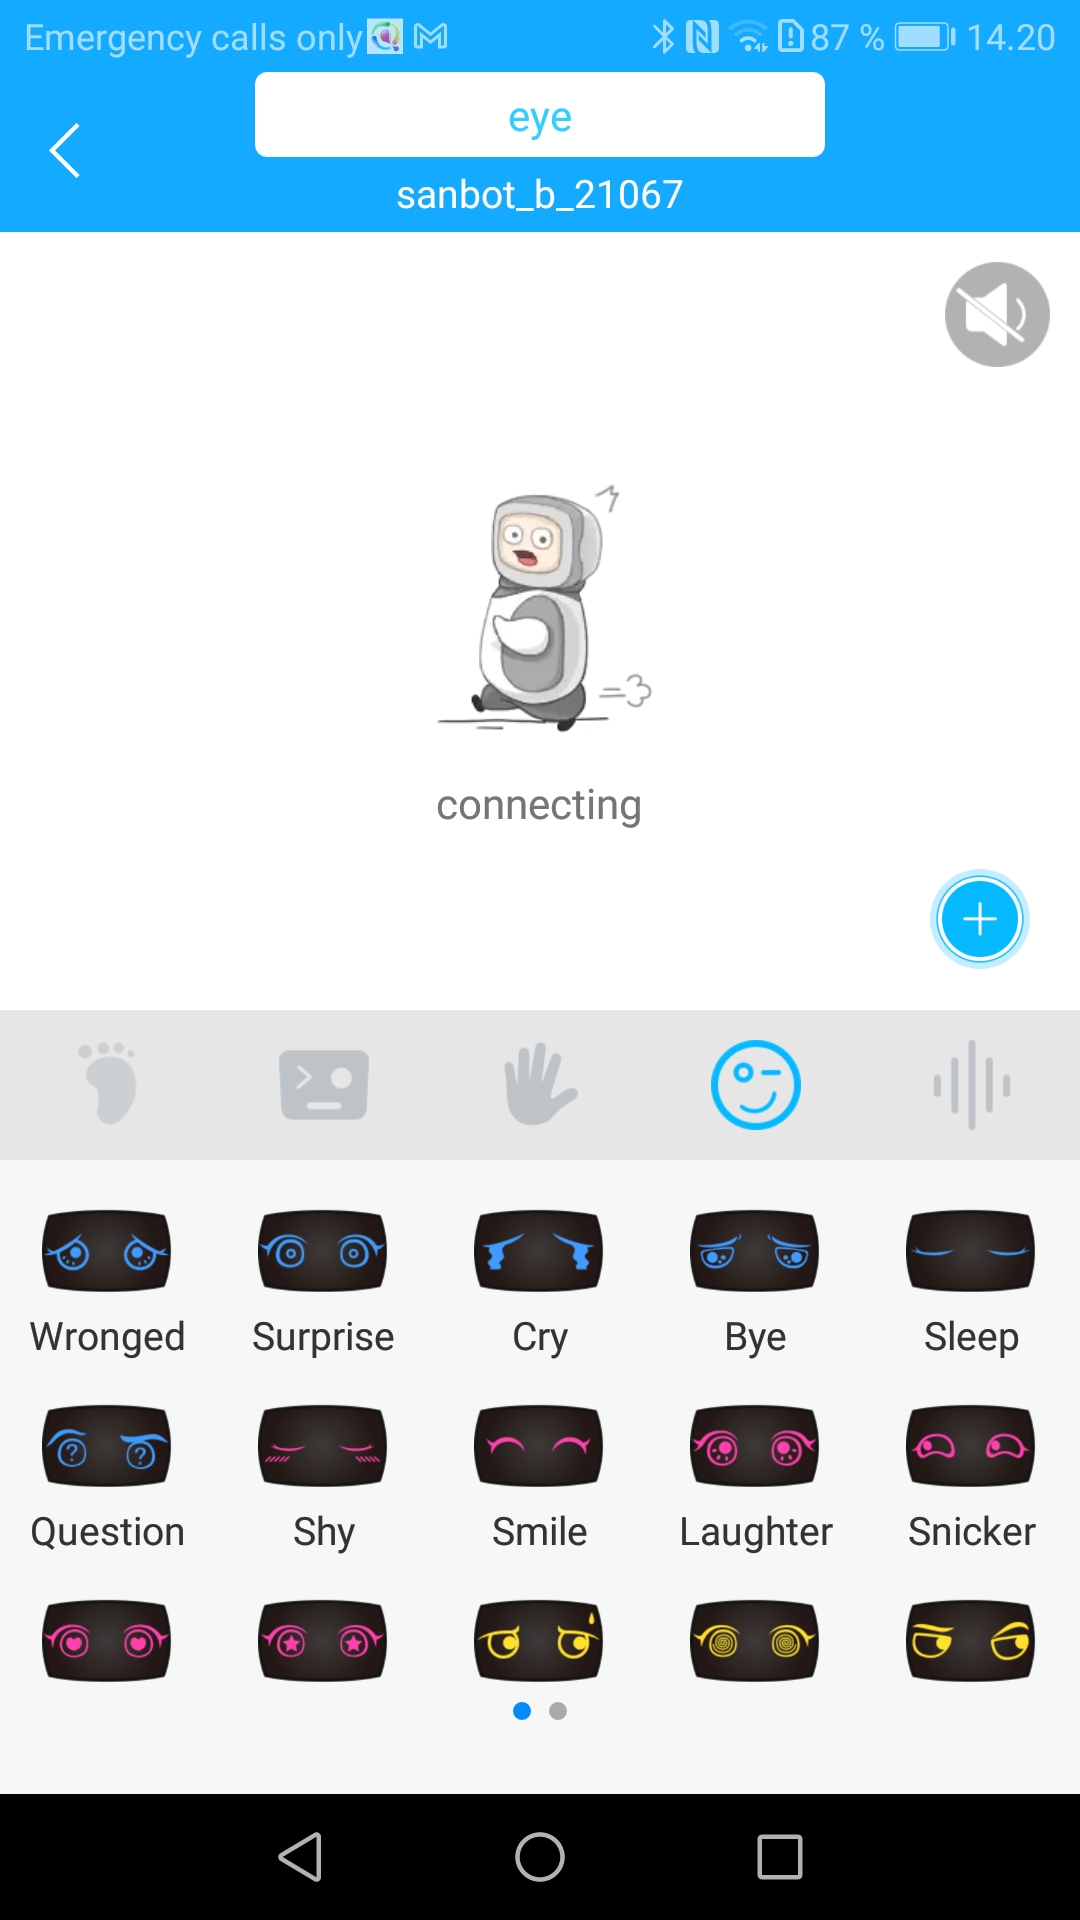 Emergency calls only 87 % 14.20
eye
sanbot_b_21067
connecting
Wronged Surprise Cry Bye Sleep
Question Shy Smile Laughter Snicker